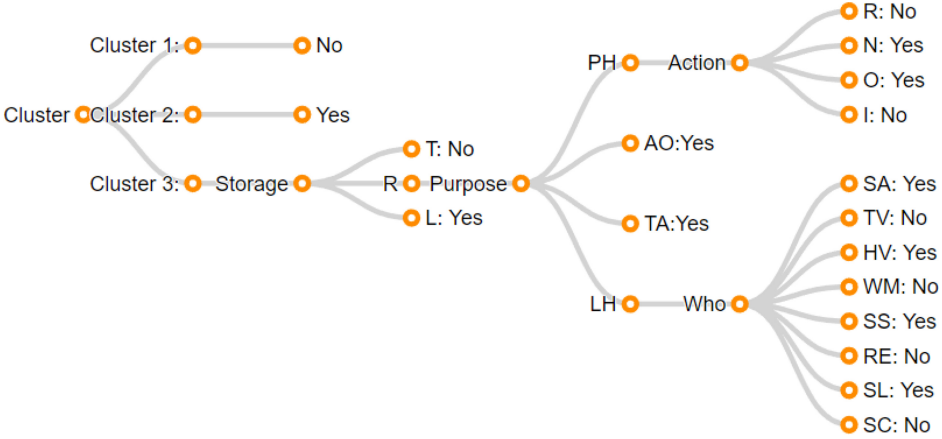 R: No
Cluster 1:
No
N: Yes
PH
Action
O: Yes
Cluster
Cluster 2:
Yes
I: No
AO:Yes
T: No
Cluster 3:
Storage
R
Purpose
SA: Yes
L: Yes
TV: No
TA:Yes
HV: Yes
WM: No
LH
Who
SS: Yes
RE: No
SL: Yes
SC: No